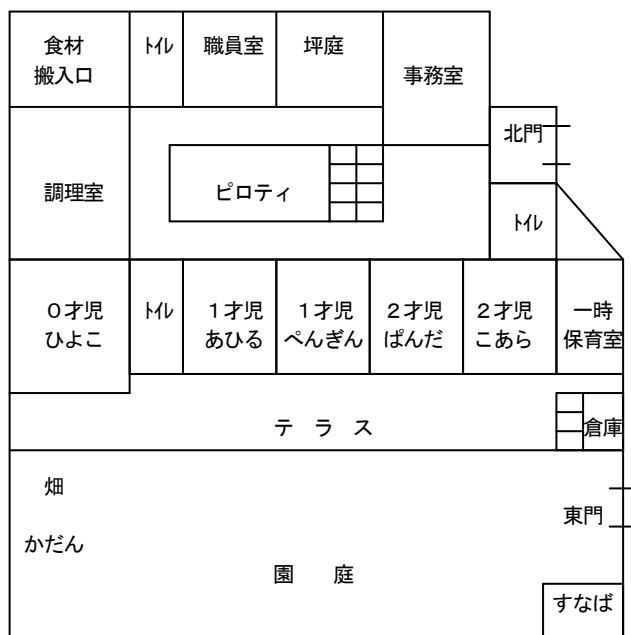 食材
搬入口
ﾄｲﾚ
職員室
坪庭
事務室
北門
調理室
ピロティ
ﾄｲﾚ
０才児
ひよこ
ﾄｲﾚ
１才児
あひる
１才児
ぺんぎん
２才児
ぱんだ
２才児
こあら
一時
保育室
テ ラ ス
倉庫
畑
かだん
東門
園 庭
すなば